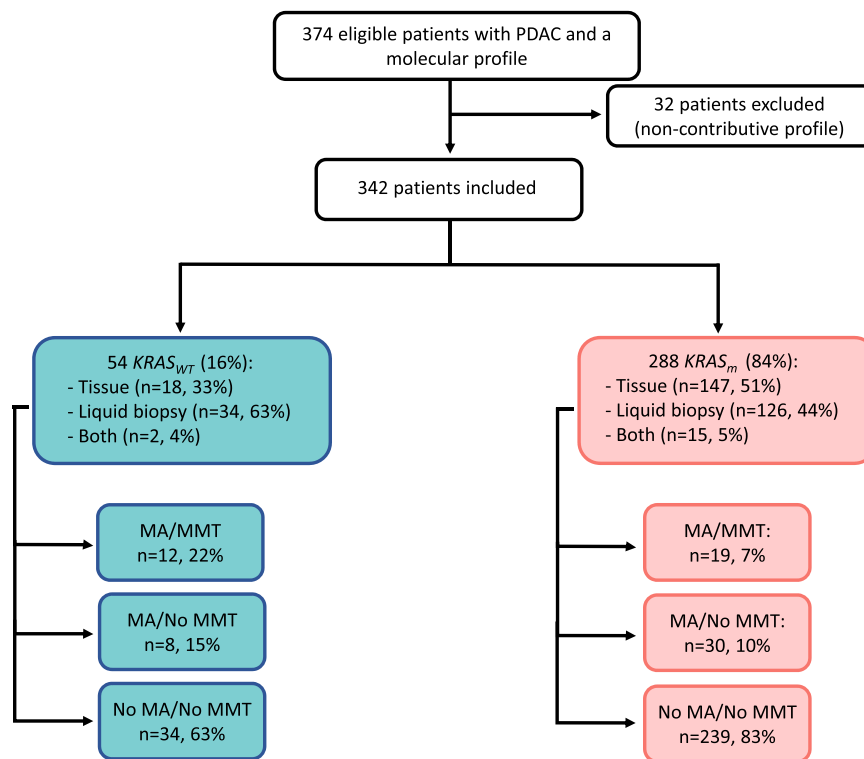 374 eligible patients with PDAC and a
molecular profile
32 patients excluded
(non-contributive profile)
342 patients included
54 KRAS_WT (16%):
- Tissue (n=18, 33%)
- Liquid biopsy (n=34, 63%)
- Both (n=2, 4%)
288 KRAS_m (84%):
- Tissue (n=147, 51%)
- Liquid biopsy (n=126, 44%)
- Both (n=15, 5%)
MA/MMT
n=12, 22%
MA/No MMT
n=8, 15%
No MA/No MMT
n=34, 63%
MA/MMT:
n=19, 7%
MA/No MMT:
n=30, 10%
No MA/No MMT
n=239, 83%